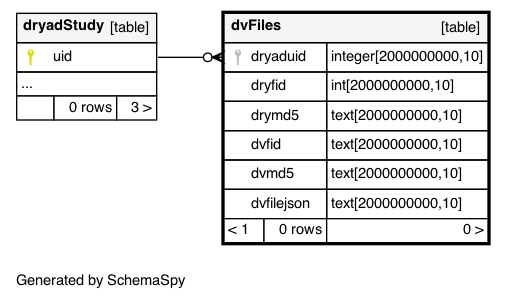 dryadStudy [table]
uid
...
0 rows 3 >
dvFiles [table]
dryaduid integer[2000000000,10]
dryfid int[2000000000,10]
drymd5 text[2000000000,10]
dvfid text[2000000000,10]
dvmd5 text[2000000000,10]
dvfilejson text[2000000000,10]
< 1 0 rows 0 >
Generated by SchemaSpy